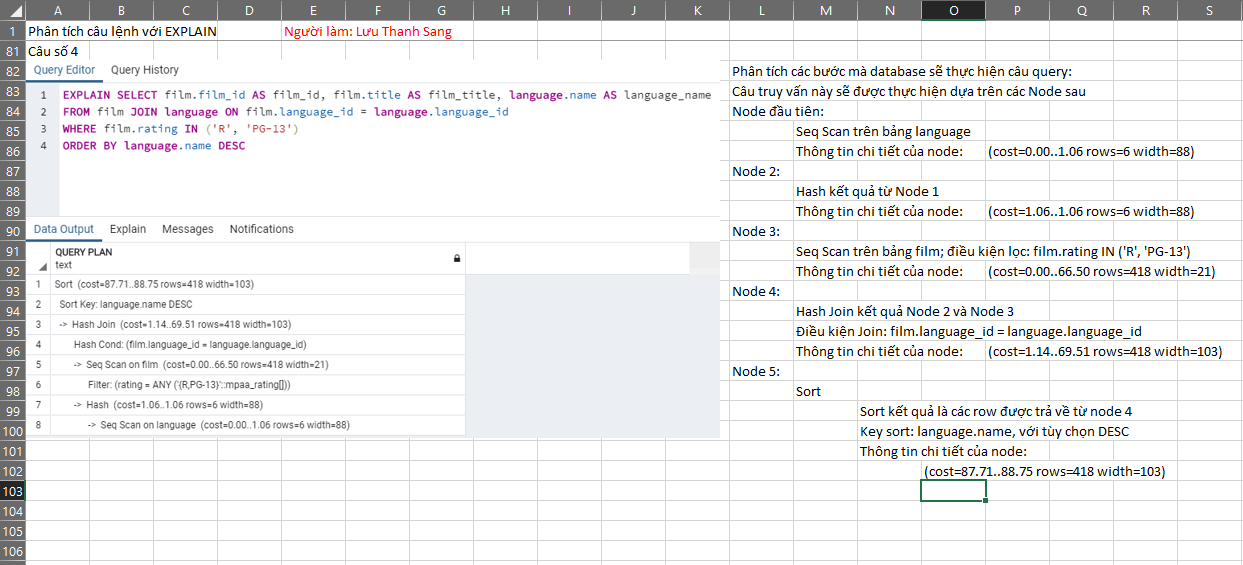 A B C D E F G H I J K L M N O P Q R S
1 Phân tích câu lệnh với EXPLAIN Người làm: Lưu Thanh Sang
81 Câu số 4
82
83
84
85
86
87
88
89
90
91
92
93
94
95
96
97
98
99
100
101
102
103
104
105
106
Query Editor Query History
1 EXPLAIN SELECT film.film_id AS film_id, film.title AS film_title, language.name AS language_name
2 FROM film JOIN language ON film.language_id = language.language_id
3 WHERE film.rating IN ('R', 'PG-13')
4 ORDER BY language.name DESC
Data Output Explain Messages Notifications
QUERY PLAN
text
1 Sort (cost=87.71..88.75 rows=418 width=103)
2 Sort Key: language.name DESC
3 -> Hash Join (cost=1.14..69.51 rows=418 width=103)
4 Hash Cond: (film.language_id = language.language_id)
5 -> Seq Scan on film (cost=0.00..66.50 rows=418 width=21)
6 Filter: (rating = ANY ('{R,PG-13}'::mpaa_rating[]))
7 -> Hash (cost=1.06..1.06 rows=6 width=88)
8 -> Seq Scan on language (cost=0.00..1.06 rows=6 width=88)
Phân tích các bước mà database sẽ thực hiện câu query:
Câu truy vấn này sẽ được thực hiện dựa trên các Node sau
Node đầu tiên:
Seq Scan trên bảng language
Thông tin chi tiết của node: (cost=0.00..1.06 rows=6 width=88)
Node 2:
Hash kết quả từ Node 1
Thông tin chi tiết của node: (cost=1.06..1.06 rows=6 width=88)
Node 3:
Seq Scan trên bảng film; điều kiện lọc: film.rating IN ('R', 'PG-13')
Thông tin chi tiết của node: (cost=0.00..66.50 rows=418 width=21)
Node 4:
Hash Join kết quả Node 2 và Node 3
Điều kiện Join: film.language_id = language.language_id
Thông tin chi tiết của node: (cost=1.14..69.51 rows=418 width=103)
Node 5:
Sort
Sort kết quả là các row được trả về từ node 4
Key sort: language.name, với tùy chọn DESC
Thông tin chi tiết của node:
(cost=87.71..88.75 rows=418 width=103)